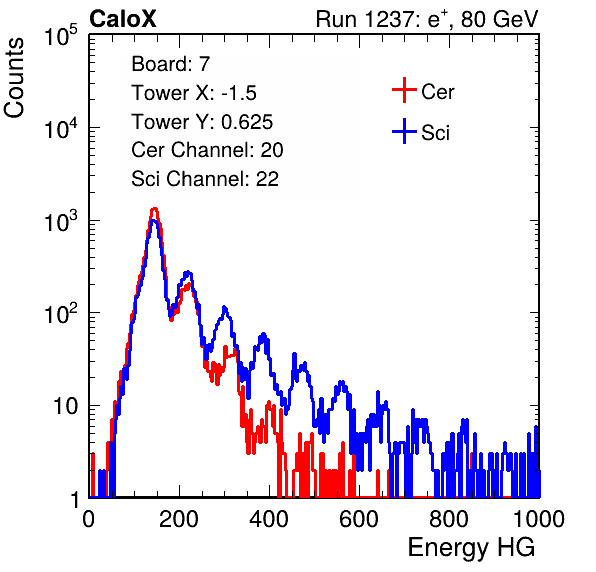 CaloX
Run 1237: e+, 80 GeV
Counts
10^5
10^4
10^3
10^2
10
1
Board: 7
Tower X: -1.5
Tower Y: 0.625
Cer Channel: 20
Sci Channel: 22
Cer
Sci
0 200 400 600 800 1000
Energy HG